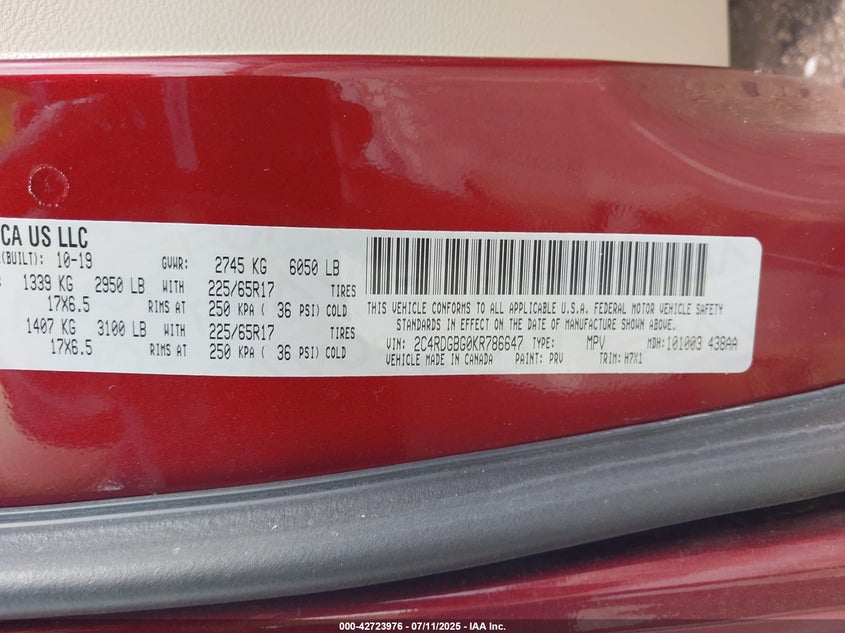 CA US LLC
(BUILT): 10-19 GVWR: 2745 KG 6050 LB
1339 KG 2950 LB WITH 225/65R17 TIRES
17X6.5 RIMS AT 250 KPA ( 36 PSI) COLD
1407 KG 3100 LB WITH 225/65R17 TIRES
17X6.5 RIMS AT 250 KPA ( 36 PSI) COLD
THIS VEHICLE CONFORMS TO ALL APPLICABLE U.S.A. FEDERAL MOTOR VEHICLE SAFETY
STANDARDS IN EFFECT ON THE DATE OF MANUFACTURE SHOWN ABOVE.
VIN: 2C4RDGBG0KR786647 TYPE: MPV MDH: 101003 438AA
VEHICLE MADE IN CANADA PAINT: PRV TRIM: H7X1
000-42723976 - 07/11/2025 - IAA Inc.